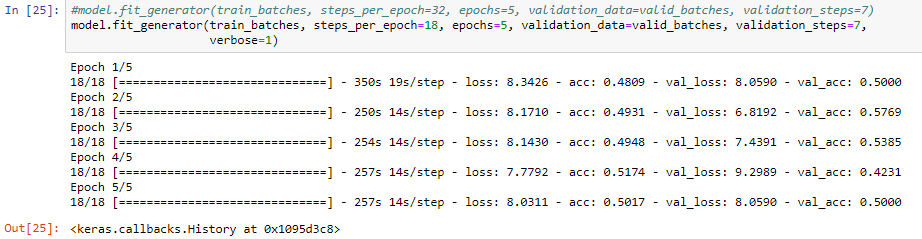 In [25]: #model.fit_generator(train_batches, steps_per_epoch=32, epochs=5, validation_data=valid_batches, validation_steps=7)
model.fit_generator(train_batches, steps_per_epoch=18, epochs=5, validation_data=valid_batches, validation_steps=7,
verbose=1)
Epoch 1/5
18/18 [==============================] - 350s 19s/step - loss: 8.3426 - acc: 0.4809 - val_loss: 8.0590 - val_acc: 0.5000
Epoch 2/5
18/18 [==============================] - 250s 14s/step - loss: 8.1710 - acc: 0.4931 - val_loss: 6.8192 - val_acc: 0.5769
Epoch 3/5
18/18 [==============================] - 254s 14s/step - loss: 8.1430 - acc: 0.4948 - val_loss: 7.4391 - val_acc: 0.5385
Epoch 4/5
18/18 [==============================] - 257s 14s/step - loss: 7.7792 - acc: 0.5174 - val_loss: 9.2989 - val_acc: 0.4231
Epoch 5/5
18/18 [==============================] - 257s 14s/step - loss: 8.0311 - acc: 0.5017 - val_loss: 8.0590 - val_acc: 0.5000
Out[25]: <keras.callbacks.History at 0x1095d3c8>